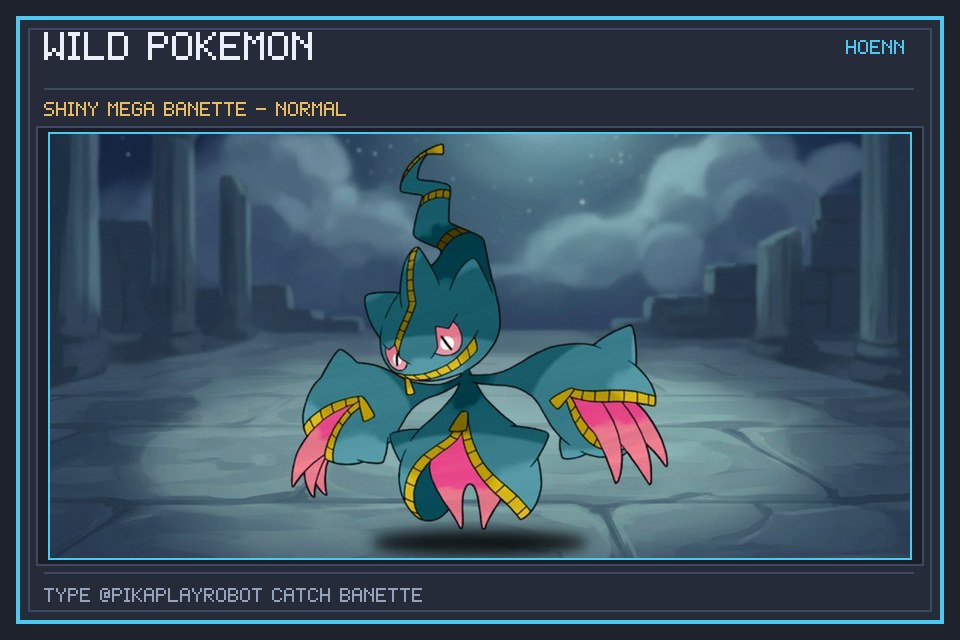 WILD POKEMON
HOENN
SHINY MEGA BANETTE - NORMAL
TYPE @PIKAPLAYROBOT CATCH BANETTE